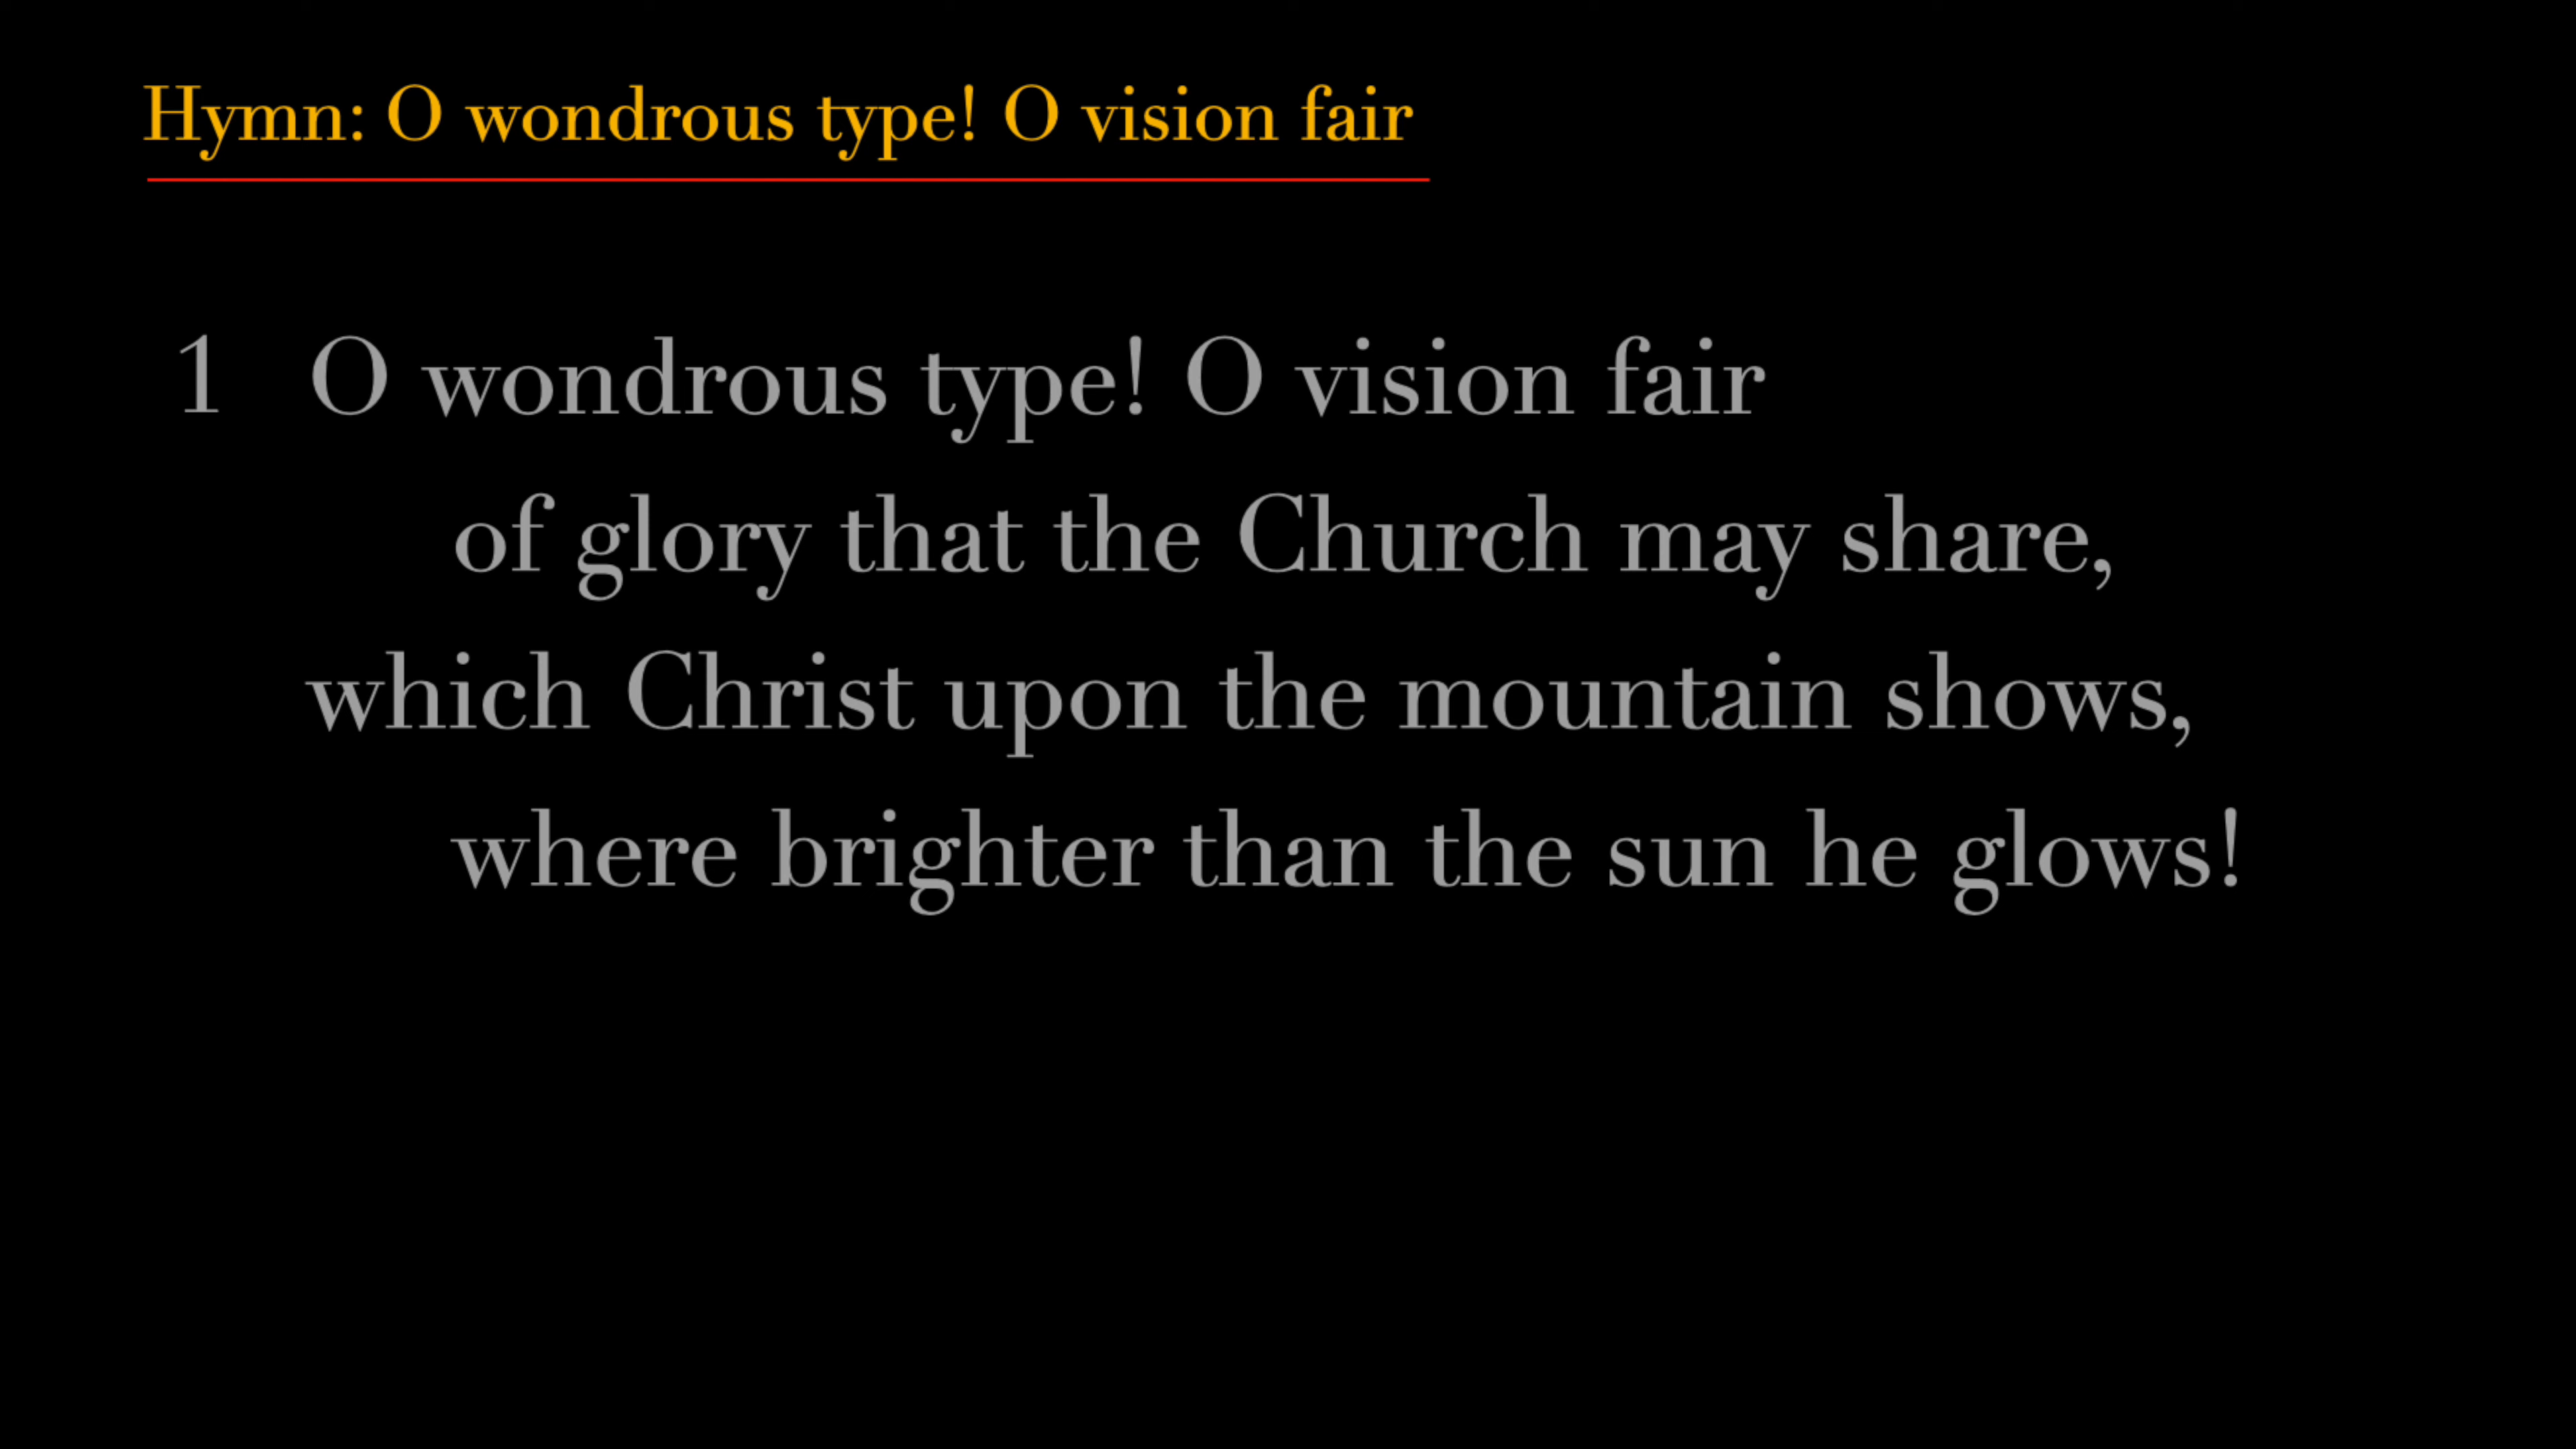 Hymn: O wondrous type! O vision fair
1 O wondrous type! O vision fair
of glory that the Church may share,
which Christ upon the mountain shows,
where brighter than the sun he glows!